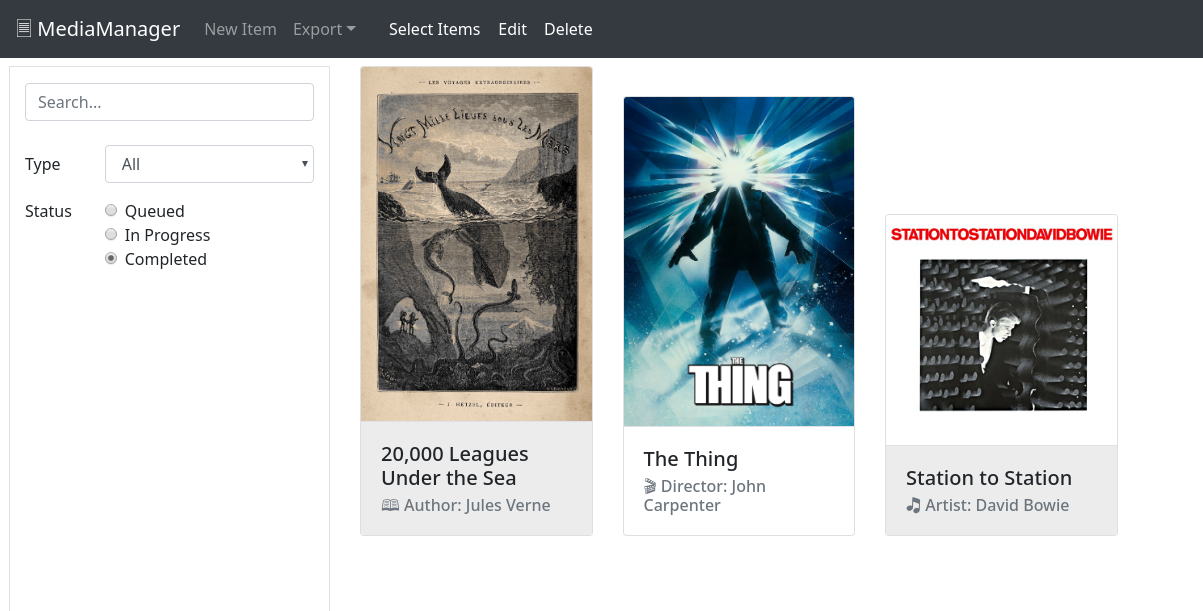 MediaManager New Item Export Select Items Edit Delete
Search...
Type All
Status Queued
In Progress
Completed
— LES VOYAGES EXTRAORDINAIRES —
VINGT MILLE LIEUES SOUS LES MERS
— J. HETZEL, ÉDITEUR —
20,000 Leagues
Under the Sea
Author: Jules Verne
THE
THING
The Thing
Director: John
Carpenter
STATIONTOSTATIONDAVIDBOWIE
Station to Station
Artist: David Bowie